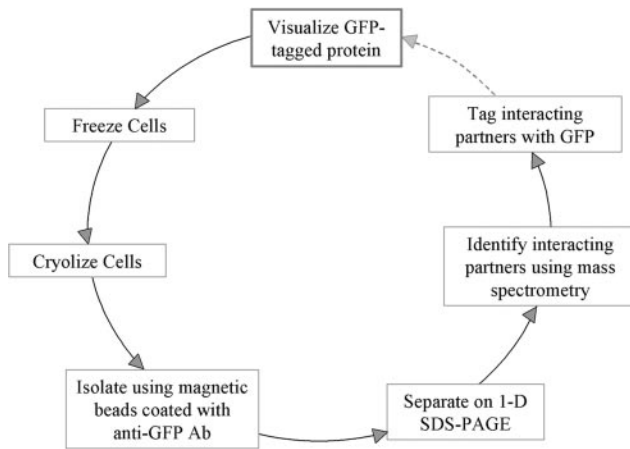 Visualize GFP-
tagged protein
Freeze Cells
Cryolize Cells
Isolate using magnetic
beads coated with
anti-GFP Ab
Separate on 1-D
SDS-PAGE
Identify interacting
partners using mass
spectrometry
Tag interacting
partners with GFP